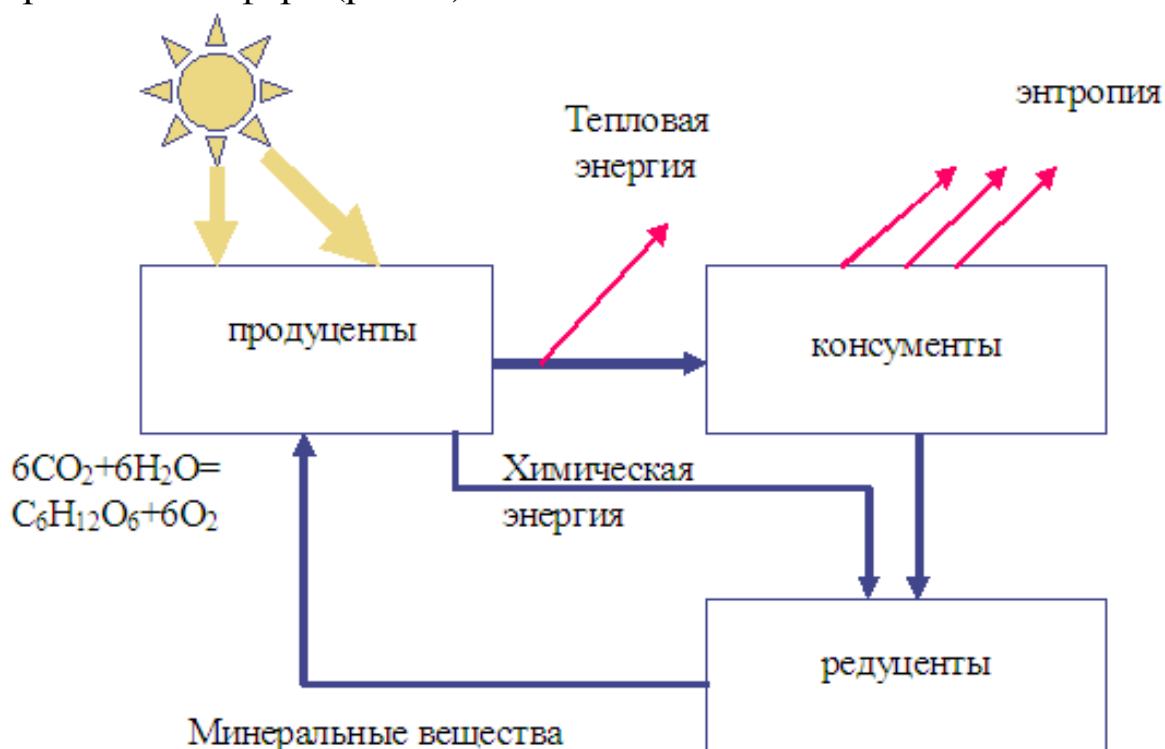 энтропия
Тепловая
энергия
продуценты
консументы
6CO₂+6H₂O=
C₆H₁₂O₆+6O₂
Химическая
энергия
редуценты
Минеральные вещества